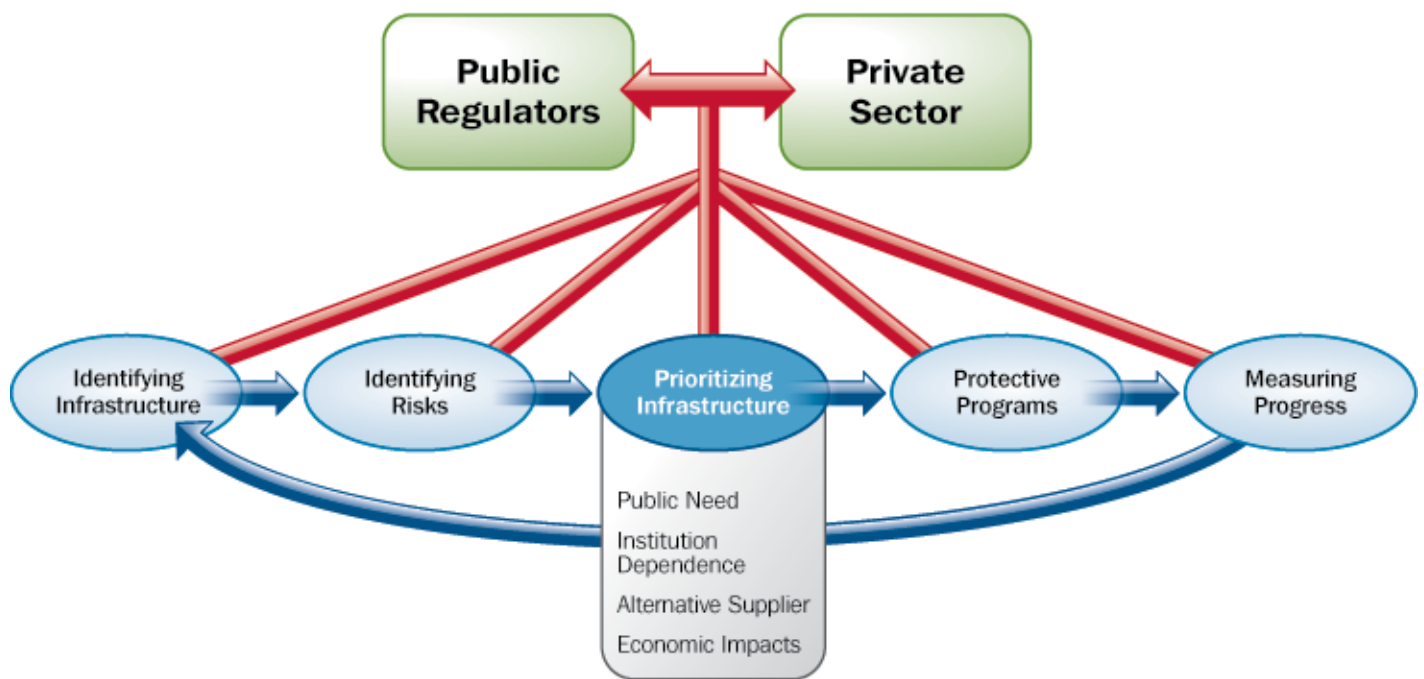 Public
Regulators
Private
Sector
Identifying
Infrastructure
Identifying
Risks
Prioritizing
Infrastructure
Protective
Programs
Measuring
Progress
Public Need
Institution
Dependence
Alternative Supplier
Economic Impacts